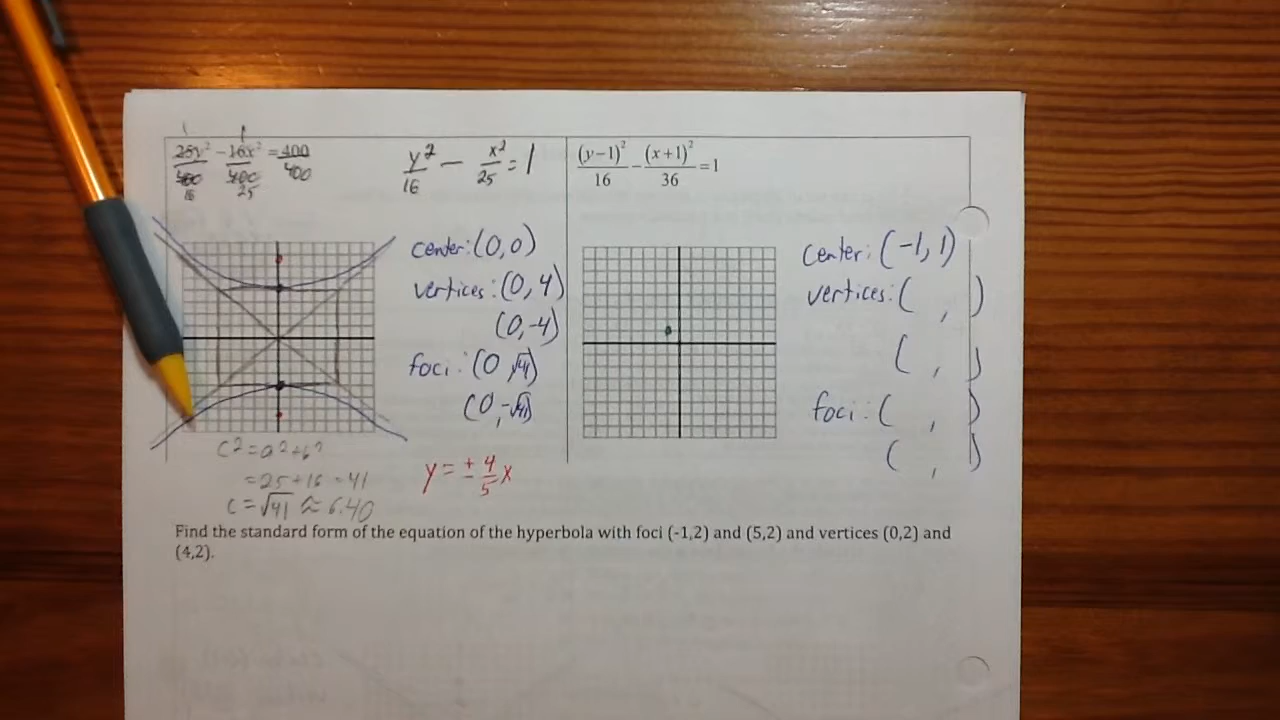 25y² - 16x² = 400
400 400 400
16 25
y²/16 - x²/25 = 1
center: (0,0)
vertices: (0, 4)
(0,-4)
foci: (0 √41)
(0,-√41)
c² = a² + b²
= 25 + 16 = 41
c = √41 ≈ 6.40
y = ± 4/5 x
(y-1)²/16 - (x+1)²/36 = 1
center: (-1, 1)
vertices: ( , )
( , )
foci: ( , )
( , )
Find the standard form of the equation of the hyperbola with foci (-1,2) and (5,2) and vertices (0,2) and
(4,2).